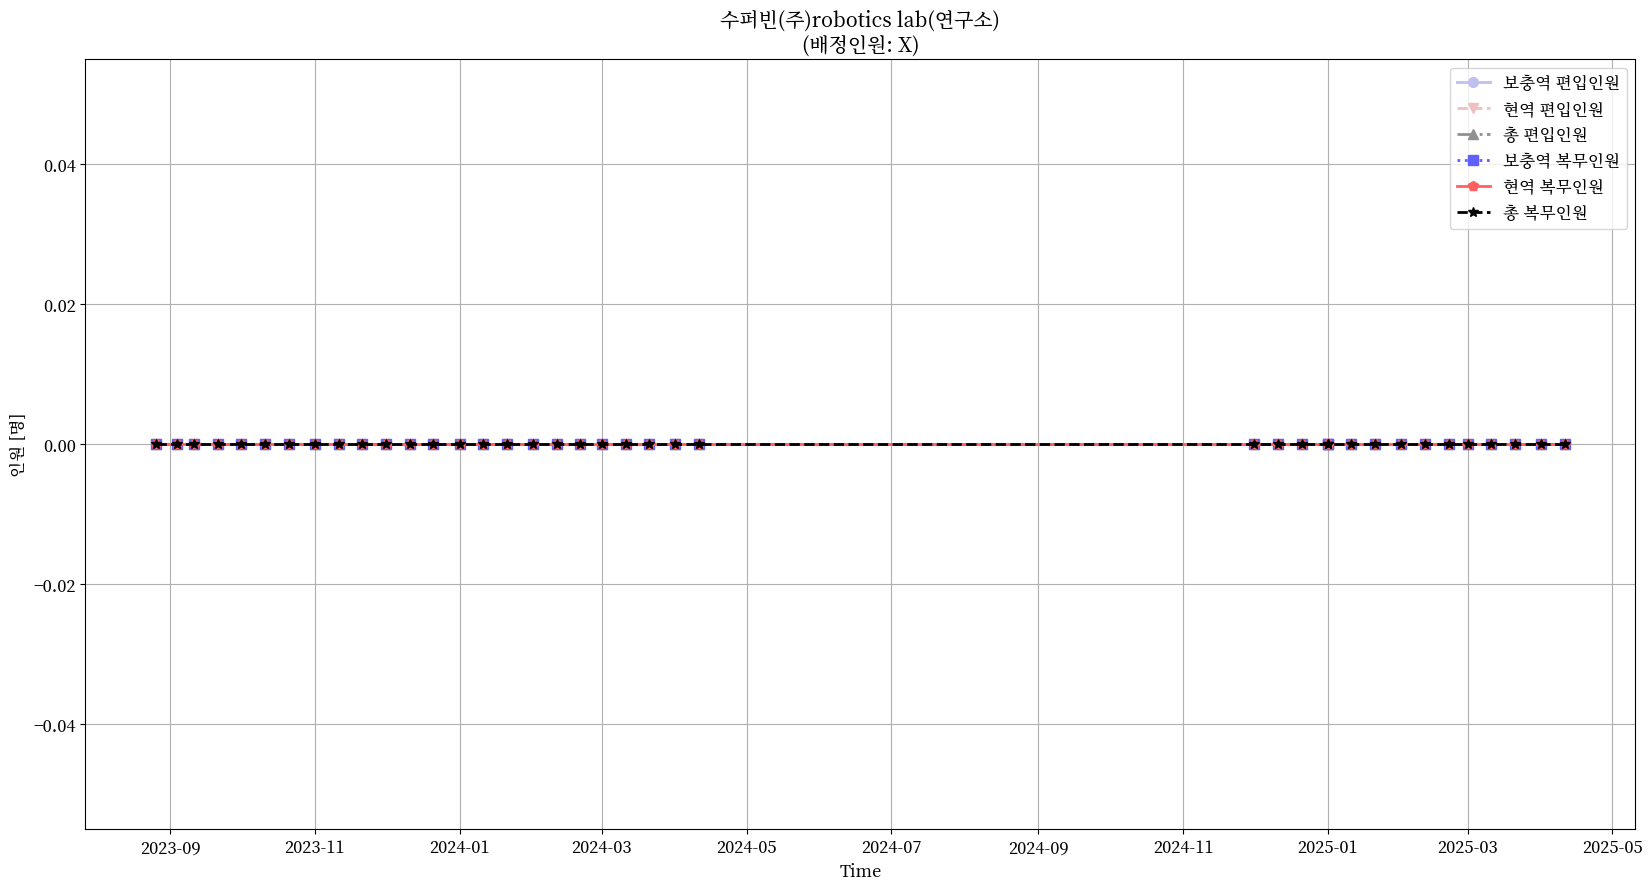 수퍼빈(주)robotics lab(연구소)
(배정인원: X)
보충역 편입인원
현역 편입인원
총 편입인원
보충역 복무인원
현역 복무인원
총 복무인원
인원 [명]
0.04
0.02
0.00
−0.02
−0.04
2023-09
2023-11
2024-01
2024-03
2024-05
2024-07
2024-09
2024-11
2025-01
2025-03
2025-05
Time